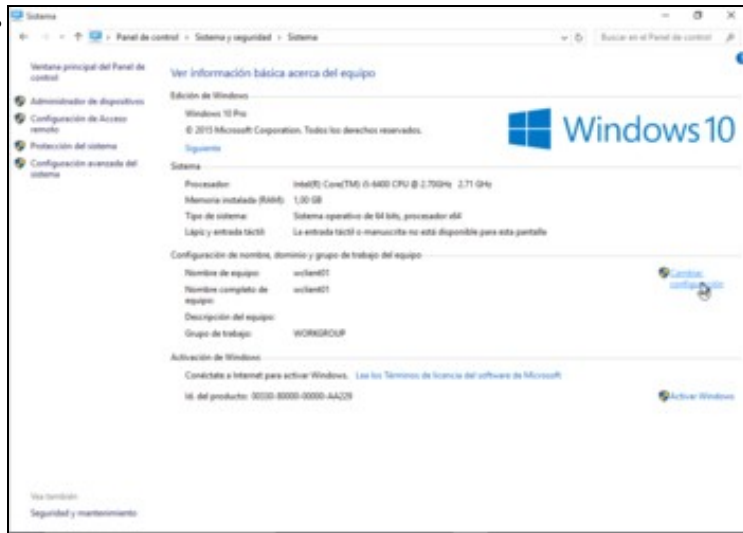 Sistema
Panel de control › Sistema y seguridad › Sistema
Buscar en el Panel de control
Ventana principal del Panel de
control
Administrador de dispositivos
Configuración de Acceso
remoto
Protección del sistema
Configuración avanzada del
sistema
Ver información básica acerca del equipo
Edición de Windows
Windows 10 Pro
© 2015 Microsoft Corporation. Todos los derechos reservados.
Siguiente
Windows 10
Sistema
Procesador: Intel(R) Core(TM) i5-6400 CPU @ 2.70GHz 2.71 GHz
Memoria instalada (RAM): 1,00 GB
Tipo de sistema: Sistema operativo de 64 bits, procesador x64
Lápiz y entrada táctil: La entrada táctil o manuscrita no está disponible para esta pantalla
Configuración de nombre, dominio y grupo de trabajo del equipo
Nombre de equipo: wclient01
Cambiar
configuración
Nombre completo de wclient01
equipo:
Descripción del equipo:
Grupo de trabajo: WORKGROUP
Activación de Windows
Conéctate a Internet para activar Windows. Lea los Términos de licencia del software de Microsoft
Id. del producto: 00330-80000-00000-AA229
Activar Windows
Vea también
Seguridad y mantenimiento